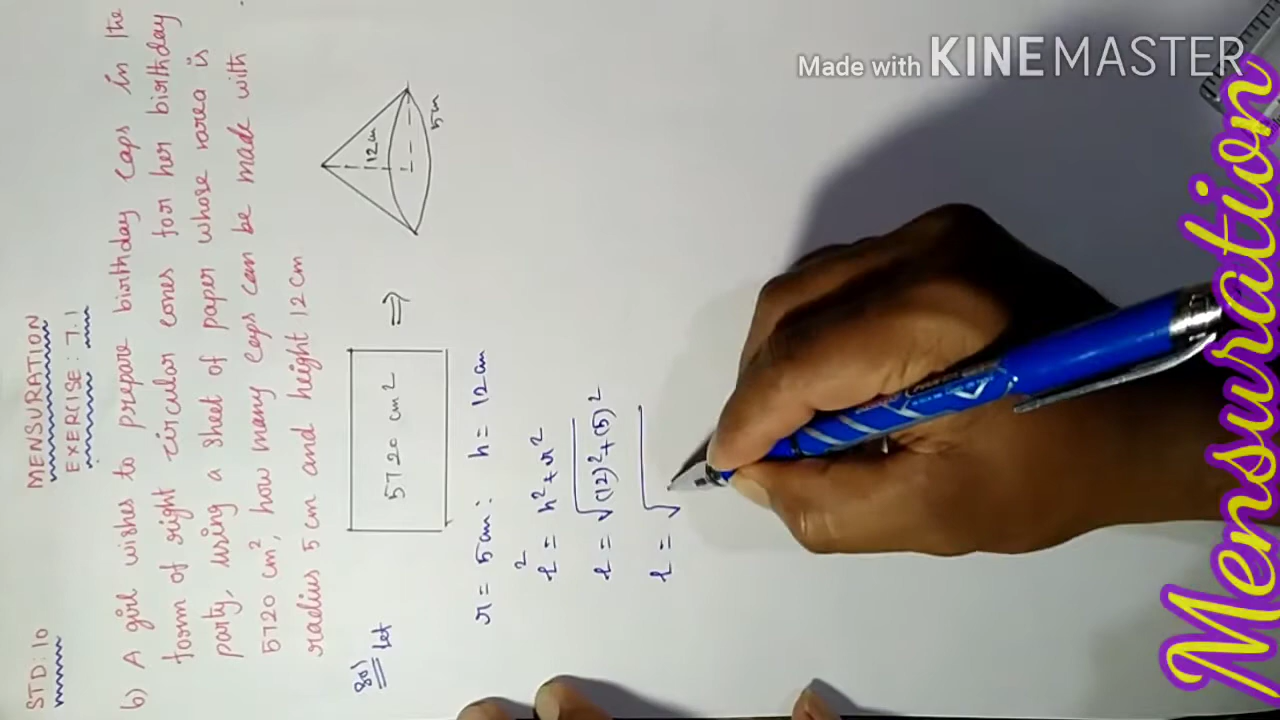 STD: 10
MENSURATION
EXERCISE: 7.1
6) A girl wishes to prepare birthday caps in the
form of right circular cones for her birthday
party, using a sheet of paper whose area is
5720 cm², how many caps can be made with
radius 5 cm and height 12 cm
Sol)
Let
5720 cm²
⇒
12 cm
5 cm
r = 5 cm : h = 12 cm
l² = h² + r²
l = √(12)² + (5)²
l = √
Made with KINEMASTER
Mensuration